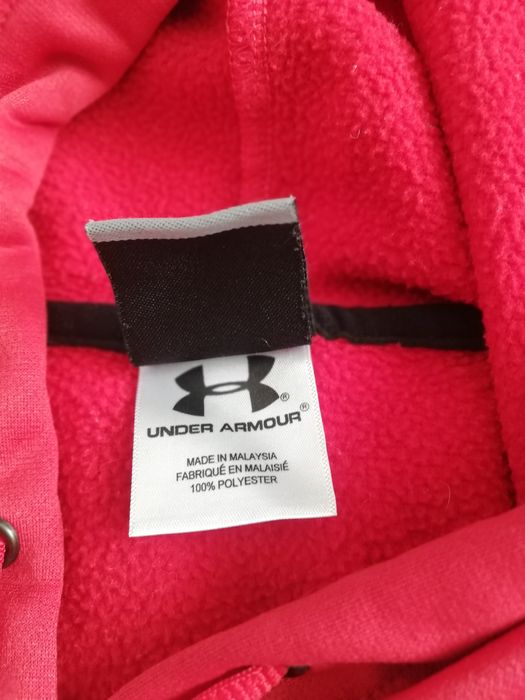 ®
UNDER ARMOUR®
MADE IN MALAYSIA
FABRIQUÉ EN MALAISIÉ
100% POLYESTER